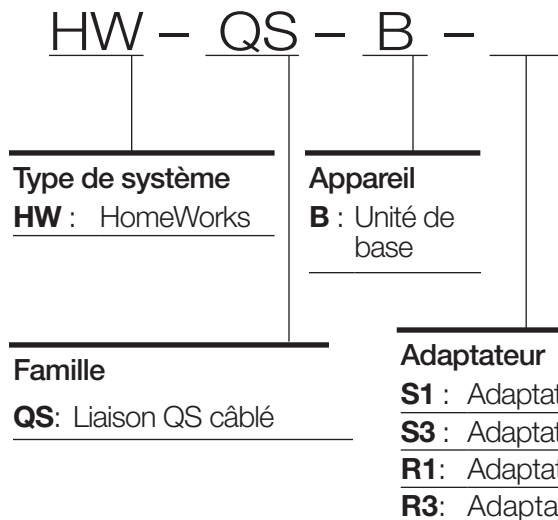 HW – QS – B –
Type de système
HW : HomeWorks
Appareil
B : Unité de
base
Famille
QS: Liaison QS câblé
Adaptateur
S1 :
S3 :
R1:
R3: